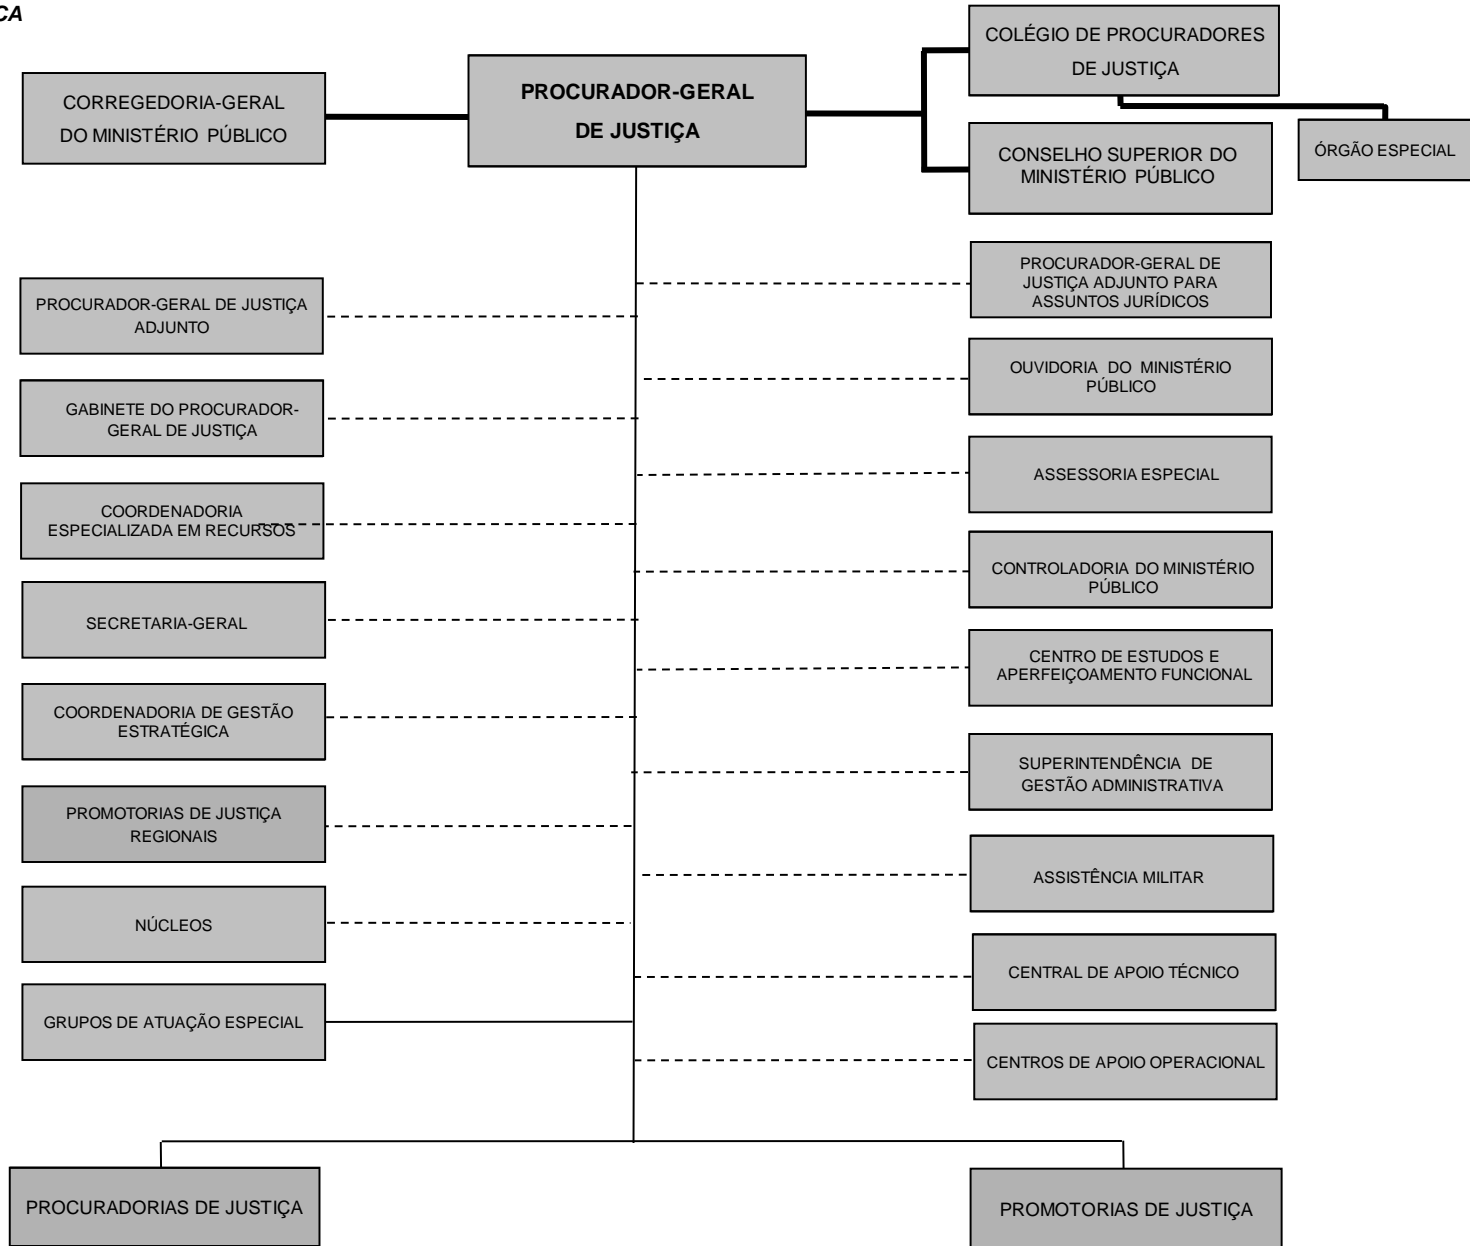 CA
COLÉGIO DE PROCURADORES
DE JUSTIÇA
CORREGEDORIA-GERAL
DO MINISTÉRIO PÚBLICO
PROCURADOR-GERAL
DE JUSTIÇA
CONSELHO SUPERIOR DO
MINISTÉRIO PÚBLICO
ÓRGÃO ESPECIAL
PROCURADOR-GERAL DE
JUSTIÇA ADJUNTO PARA
ASSUNTOS JURÍDICOS
PROCURADOR-GERAL DE JUSTIÇA
ADJUNTO
OUVIDORIA DO MINISTÉRIO
PÚBLICO
GABINETE DO PROCURADOR-
GERAL DE JUSTIÇA
ASSESSORIA ESPECIAL
COORDENADORIA
ESPECIALIZADA EM RECURSOS
CONTROLADORIA DO MINISTÉRIO
PÚBLICO
SECRETARIA-GERAL
CENTRO DE ESTUDOS E
APERFEIÇOAMENTO FUNCIONAL
COORDENADORIA DE GESTÃO
ESTRATÉGICA
SUPERINTENDÊNCIA DE
GESTÃO ADMINISTRATIVA
PROMOTORIAS DE JUSTIÇA
REGIONAIS
ASSISTÊNCIA MILITAR
NÚCLEOS
CENTRAL DE APOIO TÉCNICO
GRUPOS DE ATUAÇÃO ESPECIAL
CENTROS DE APOIO OPERACIONAL
PROCURADORIAS DE JUSTIÇA
PROMOTORIAS DE JUSTIÇA